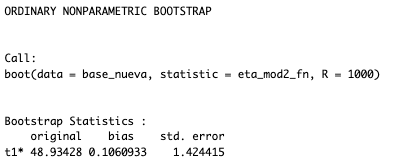 ORDINARY NONPARAMETRIC BOOTSTRAP
Call:
boot(data = base_nueva, statistic = eta_mod2_fn, R = 1000)
Bootstrap Statistics :
original bias std. error
t1* 48.93428 0.1060933 1.424415